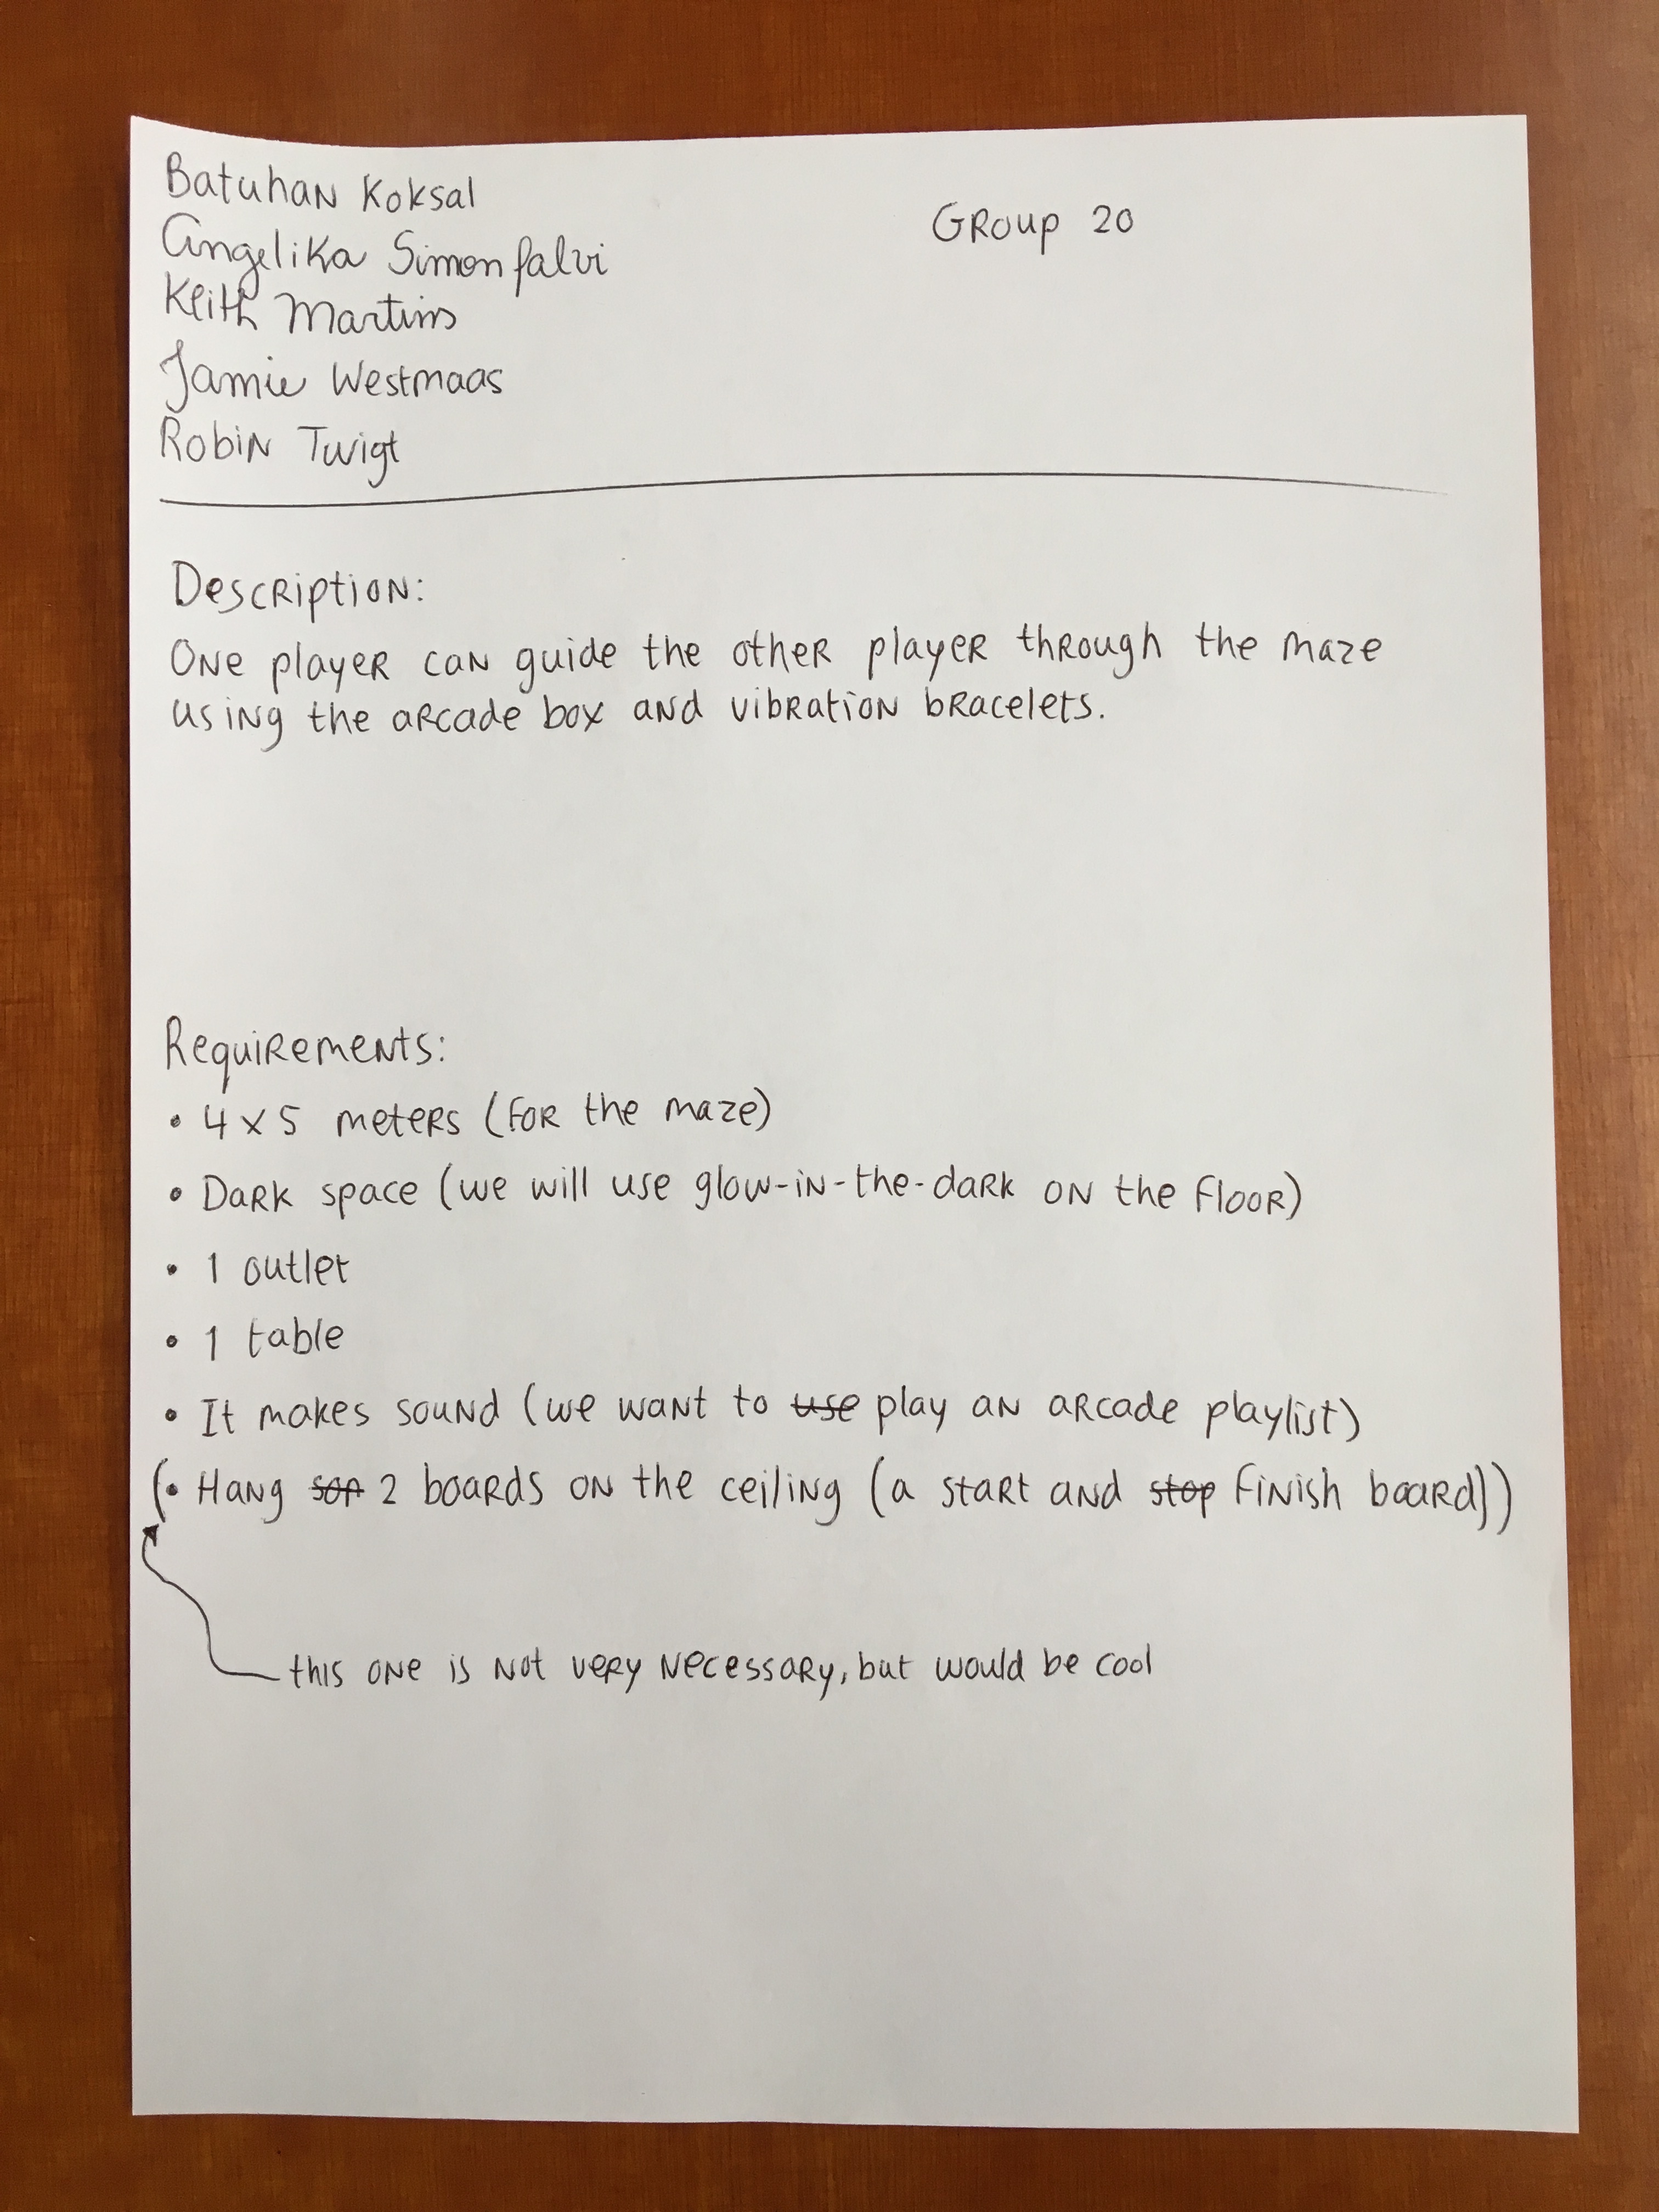 Batuhan Koksal
Group 20
Angelika Simonfalvi
Keith Martins
Jamie Westmaas
Robin Twigt
Description:
One player can guide the other player through the maze
using the arcade box and vibration bracelets.
Requirements:
• 4 x 5 meters (for the maze)
• Dark space (we will use glow-in-the-dark on the floor)
• 1 outlet
• 1 table
• It makes sound (we want to use play an arcade playlist)
(• Hang 2 boards on the ceiling (a start and stop finish board))
this one is not very necessary, but would be cool